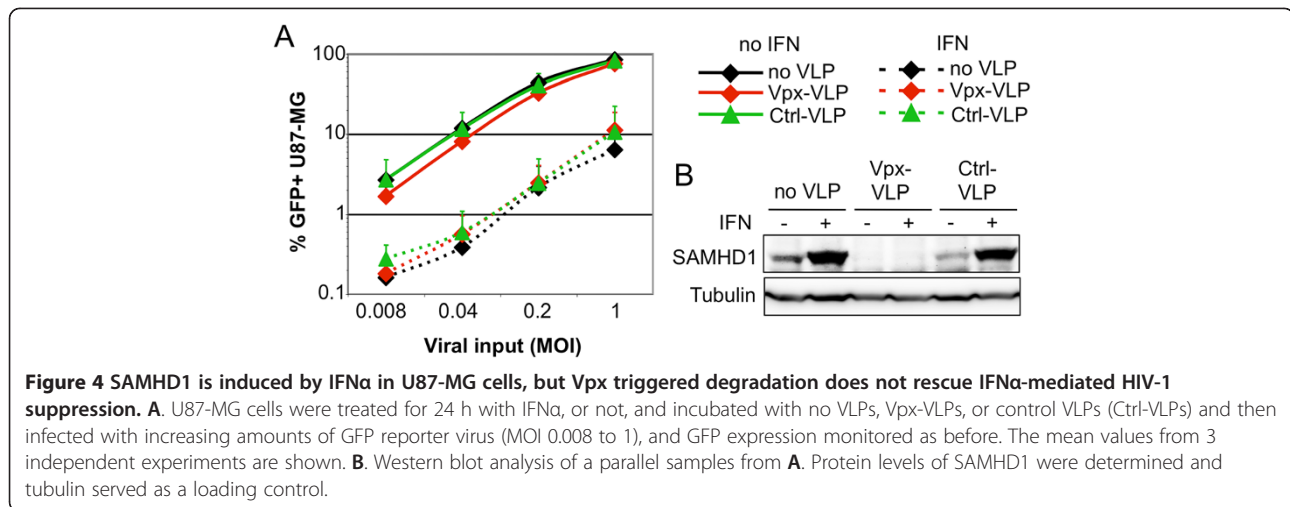 A
100
10
1
0.1
% GFP+ U87-MG
0.008 0.04 0.2 1
Viral input (MOI)
no IFN IFN
no VLP no VLP
Vpx-VLP Vpx-VLP
Ctrl-VLP Ctrl-VLP
B
no VLP Vpx-VLP Ctrl-VLP
IFN - + - + - +
SAMHD1
Tubulin
Figure 4 SAMHD1 is induced by IFNα in U87-MG cells, but Vpx triggered degradation does not rescue IFNα-mediated HIV-1
suppression. A. U87-MG cells were treated for 24 h with IFNα, or not, and incubated with no VLPs, Vpx-VLPs, or control VLPs (Ctrl-VLPs) and then
infected with increasing amounts of GFP reporter virus (MOI 0.008 to 1), and GFP expression monitored as before. The mean values from 3
independent experiments are shown. B. Western blot analysis of a parallel samples from A. Protein levels of SAMHD1 were determined and
tubulin served as a loading control.